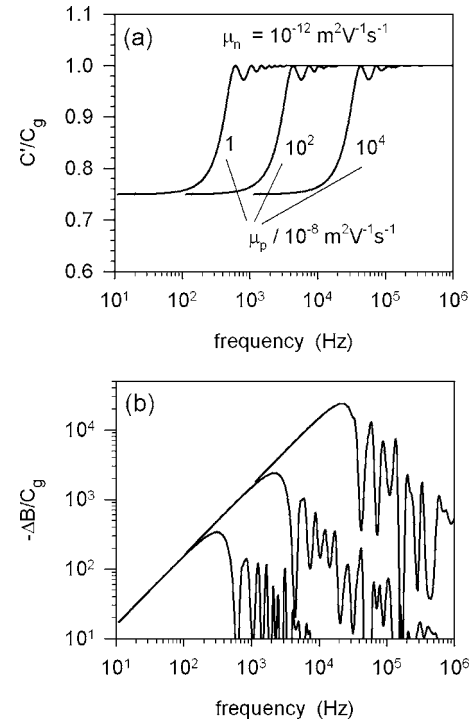 (a)
μn = 10-12 m2V-1s-1
1.1
1.0
0.9
0.8
0.7
0.6
C'/Cg
1
102
104
μp / 10-8 m2V-1s-1
101 102 103 104 105 106
frequency (Hz)
(b)
104
103
102
101
-ΔB/Cg
101 102 103 104 105 106
frequency (Hz)